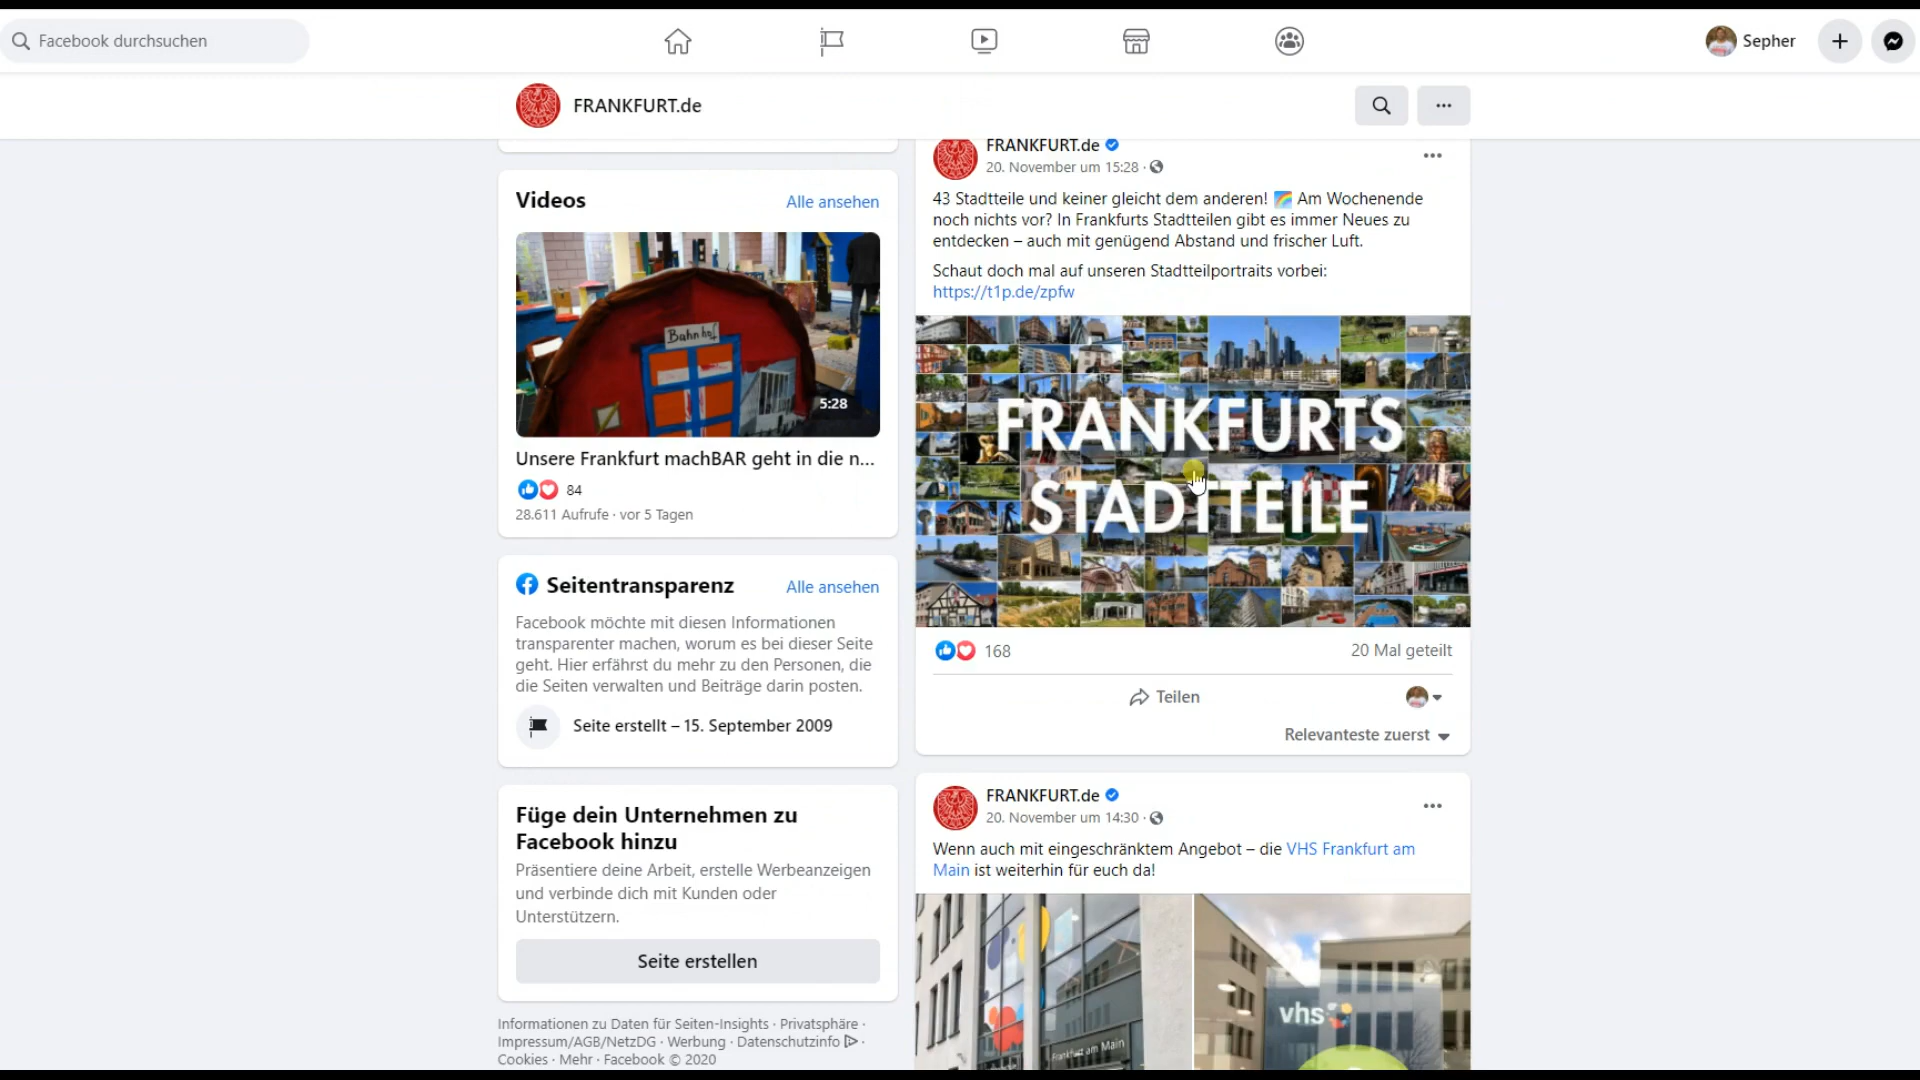 Facebook durchsuchen
Sepher
FRANKFURT.de
Videos
Alle ansehen
Bahnhof
5:28
Unsere Frankfurt machBAR geht in die n...
84
28.611 Aufrufe · vor 5 Tagen
Seitentransparenz
Alle ansehen
Facebook möchte mit diesen Informationen
transparenter machen, worum es bei dieser Seite
geht. Hier erfährst du mehr zu den Personen, die
die Seiten verwalten und Beiträge darin posten.
Seite erstellt – 15. September 2009
Füge dein Unternehmen zu
Facebook hinzu
Präsentiere deine Arbeit, erstelle Werbeanzeigen
und verbinde dich mit Kunden oder
Unterstützern.
Seite erstellen
Informationen zu Daten für Seiten-Insights · Privatsphäre ·
Impressum/AGB/NetzDG · Werbung · Datenschutzinfo ·
Cookies · Mehr · Facebook © 2020
FRANKFURT.de
20. November um 15:28 ·
43 Stadtteile und keiner gleicht dem anderen! 🌈 Am Wochenende
noch nichts vor? In Frankfurts Stadtteilen gibt es immer Neues zu
entdecken – auch mit genügend Abstand und frischer Luft.
Schaut doch mal auf unseren Stadtteilportraits vorbei:
https://t1p.de/zpfw
FRANKFURTS
STADTTEILE
168
20 Mal geteilt
Teilen
Relevanteste zuerst
FRANKFURT.de
20. November um 14:30 ·
Wenn auch mit eingeschränktem Angebot – die VHS Frankfurt am
Main ist weiterhin für euch da!
Frankfurt am Main
vhs